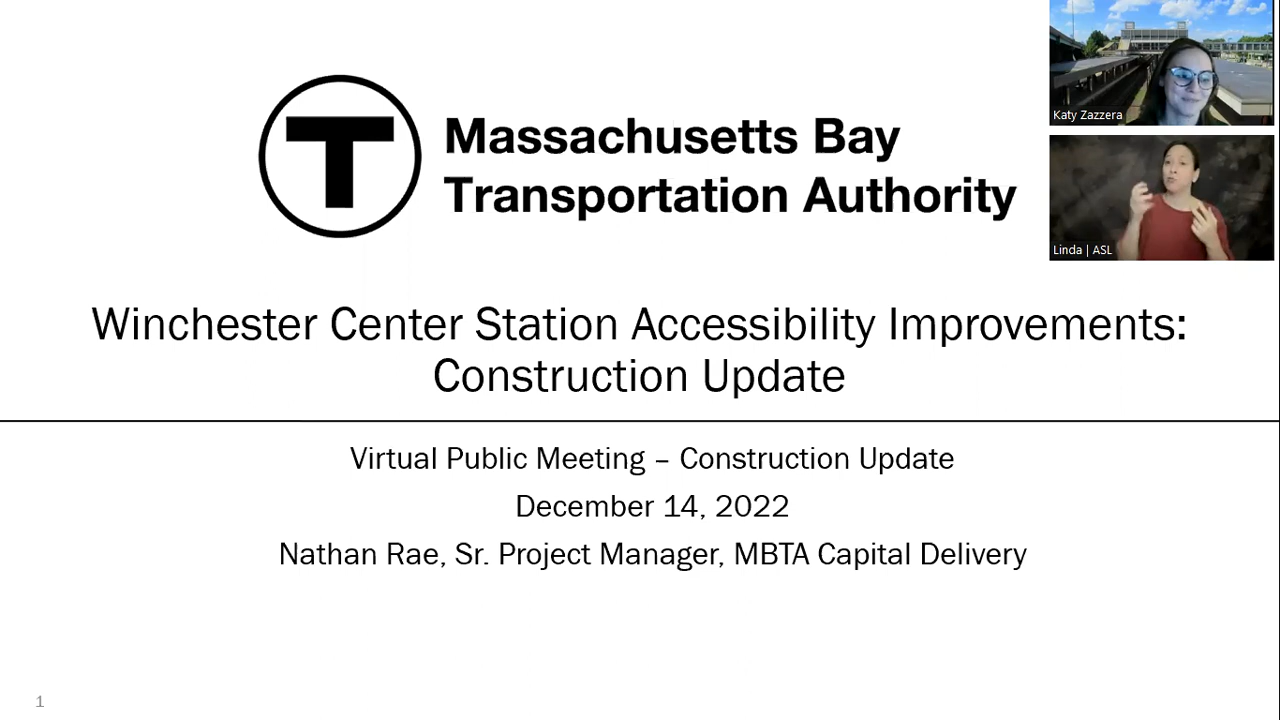 T
Massachusetts Bay
Transportation Authority
Katy Zazzera
Linda | ASL
Winchester Center Station Accessibility Improvements:
Construction Update
Virtual Public Meeting – Construction Update
December 14, 2022
Nathan Rae, Sr. Project Manager, MBTA Capital Delivery
1